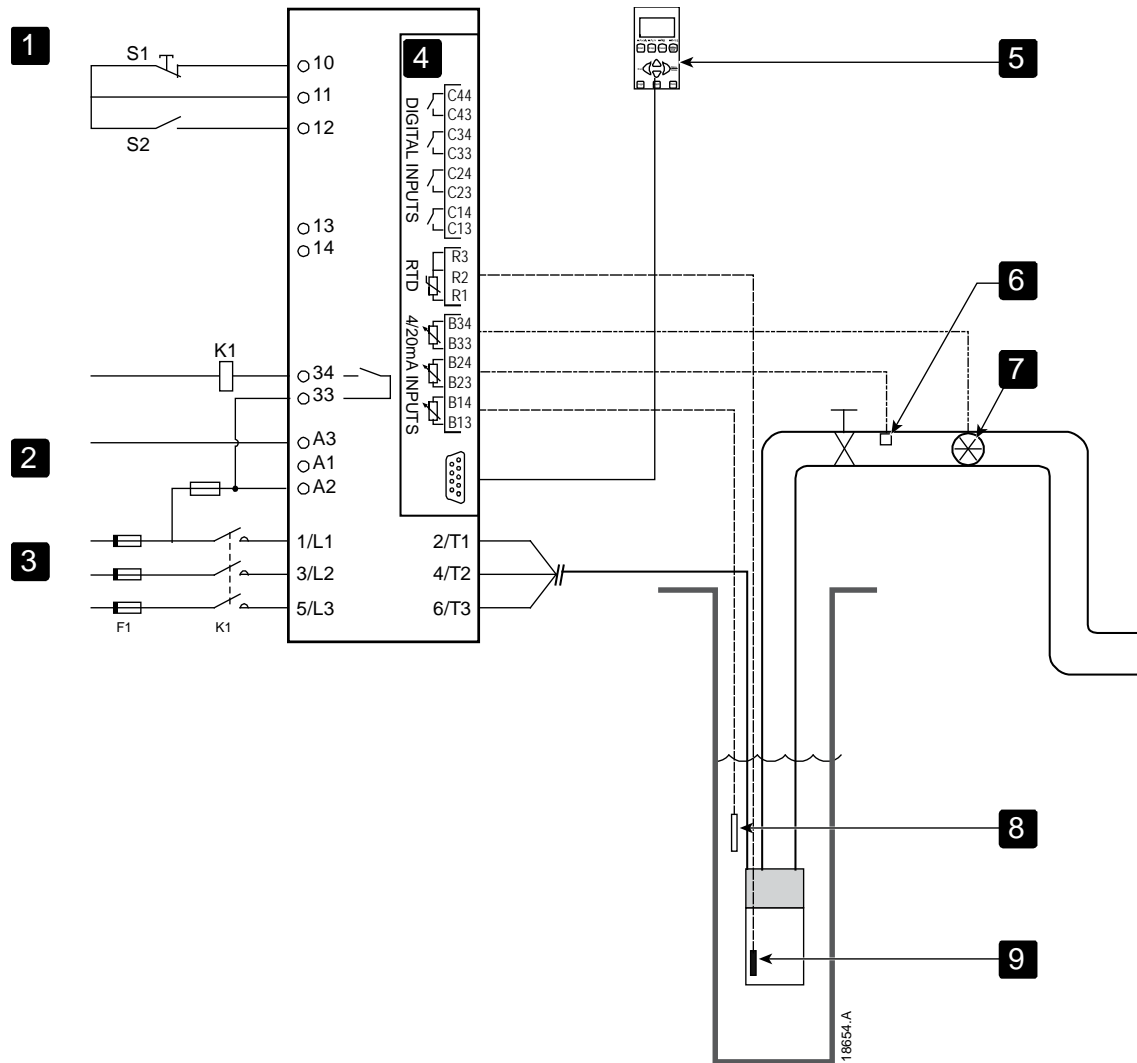 1
S1
10
11
12
S2
13
14
K1
34
33
2
A3
A1
A2
3
1/L1
3/L2
5/L3
F1
K1
2/T1
4/T2
6/T3
4
DIGITAL INPUTS
C44
C43
C34
C33
C24
C23
C14
C13
RTD
R3
R2
R1
4/20mA INPUTS
B34
B33
B24
B23
B14
B13
5
6
7
8
9
18654.A